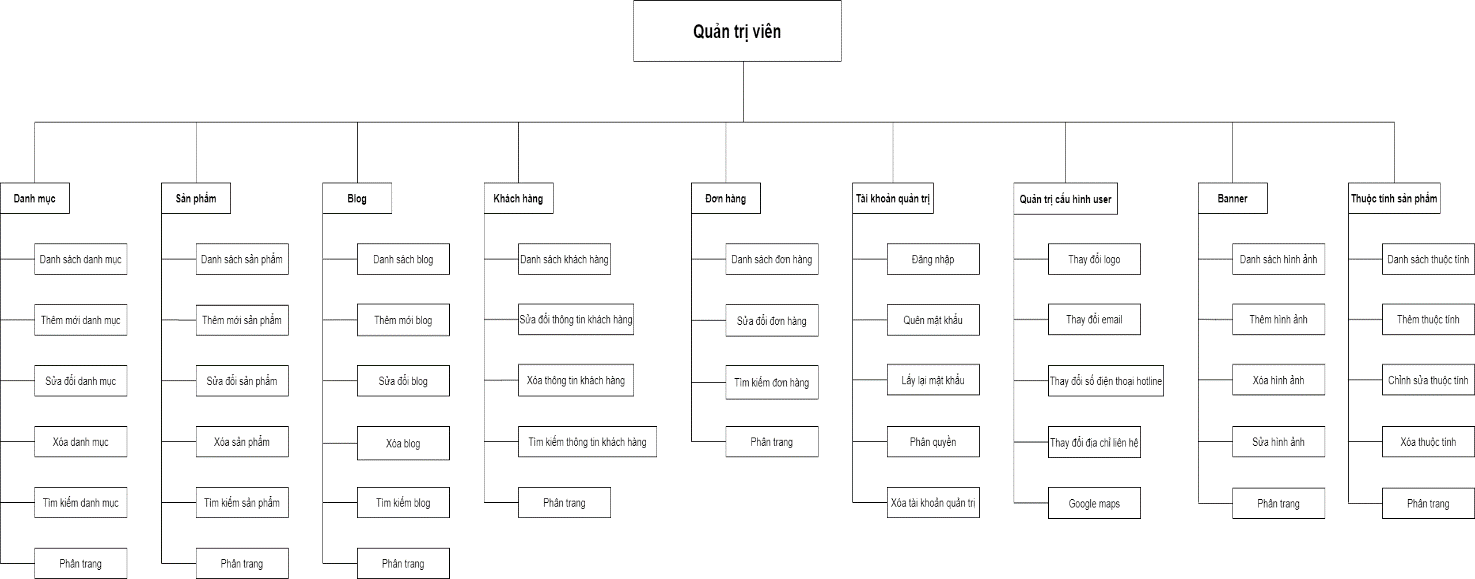 Quản trị viên
Danh mục
Sản phẩm
Blog
Khách hàng
Đơn hàng
Tài khoản quản trị
Quản trị cấu hình user
Banner
Thuộc tính sản phẩm
Danh sách danh mục
Danh sách sản phẩm
Danh sách blog
Danh sách khách hàng
Danh sách đơn hàng
Đăng nhập
Thay đổi logo
Danh sách hình ảnh
Danh sách thuộc tính
Thêm mới danh mục
Thêm mới sản phẩm
Thêm mới blog
Sửa đổi thông tin khách hàng
Sửa đổi đơn hàng
Quên mật khẩu
Thay đổi email
Thêm hình ảnh
Thêm thuộc tính
Sửa đổi danh mục
Sửa đổi sản phẩm
Sửa đổi blog
Xóa thông tin khách hàng
Tìm kiếm đơn hàng
Lấy lại mật khẩu
Thay đổi số điện thoại hotline
Xóa hình ảnh
Chỉnh sửa thuộc tính
Xóa danh mục
Xóa sản phẩm
Xóa blog
Tìm kiếm thông tin khách hàng
Phân trang
Phân quyền
Thay đổi địa chỉ liên hệ
Sửa hình ảnh
Xóa thuộc tính
Tìm kiếm danh mục
Tìm kiếm sản phẩm
Tìm kiếm blog
Phân trang
Xóa tài khoản quản trị
Google maps
Phân trang
Phân trang
Phân trang
Phân trang
Phân trang